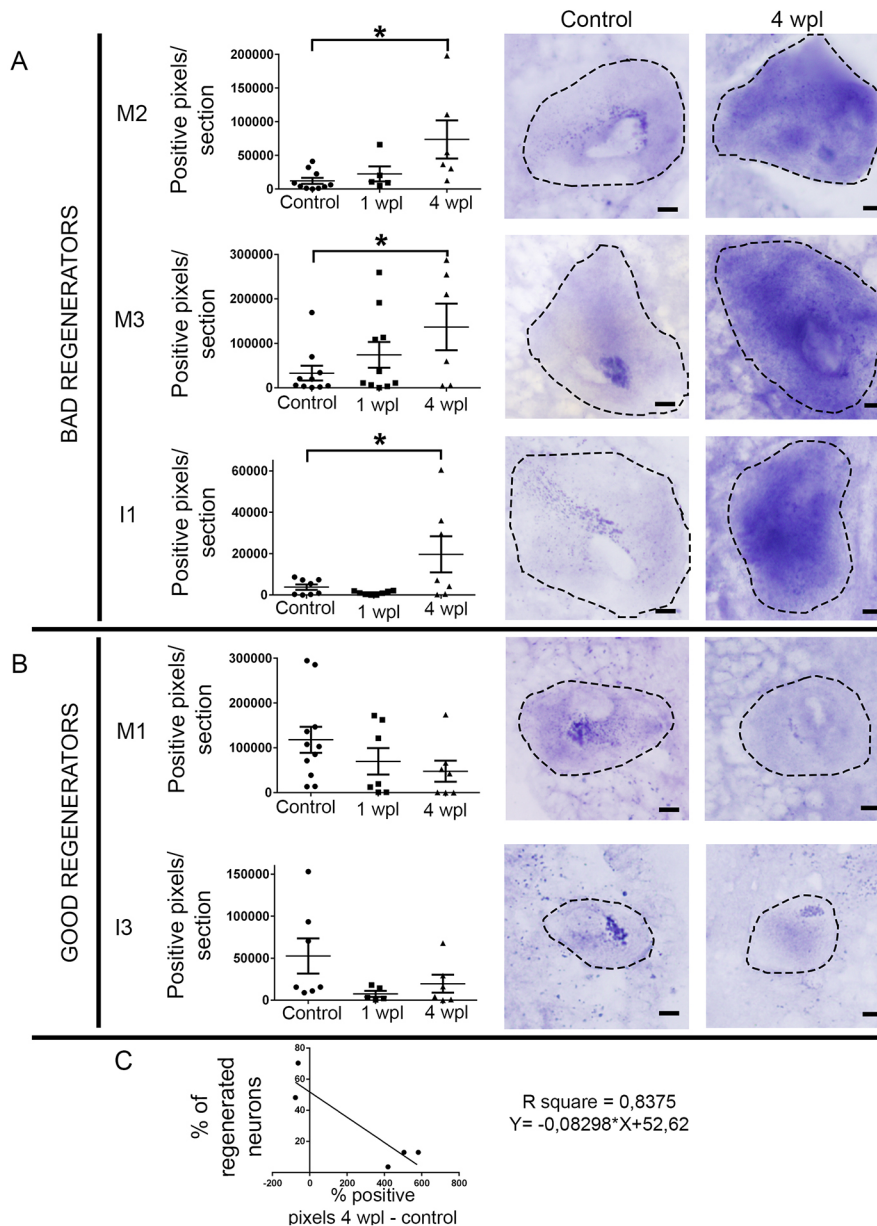 Control
4 wpl
A
BAD REGENERATORS
M2
Positive pixels/
section
200000
150000
100000
50000
0
*
Control
1 wpl
4 wpl
M3
Positive pixels/
section
300000
200000
100000
0
*
Control
1 wpl
4 wpl
I1
Positive pixels/
section
60000
40000
20000
0
*
Control
1 wpl
4 wpl
B
GOOD REGENERATORS
M1
Positive pixels/
section
300000
200000
100000
0
Control
1 wpl
4 wpl
I3
Positive pixels/
section
150000
100000
50000
0
Control
1 wpl
4 wpl
C
% of
regenerated
neurons
80
60
40
20
-200
0
200
400
600
800
% positive
pixels 4 wpl - control
R square = 0,8375
Y= -0,08298*X+52,62